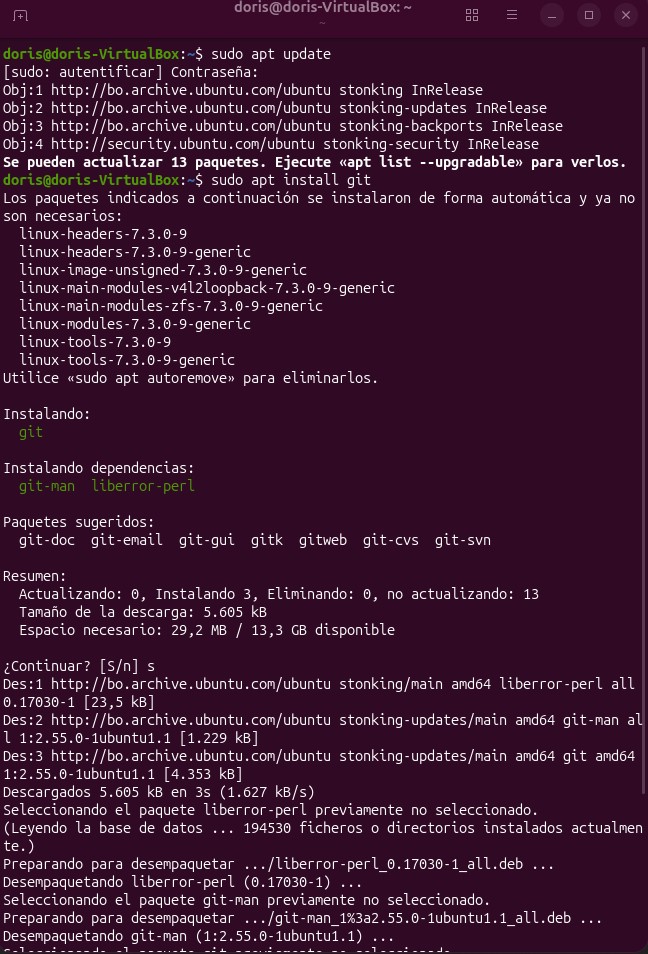 doris@doris-VirtualBox: ~
~
doris@doris-VirtualBox:~$ sudo apt update
[sudo: autentificar] Contraseña:
Obj:1 http://bo.archive.ubuntu.com/ubuntu stonking InRelease
Obj:2 http://bo.archive.ubuntu.com/ubuntu stonking-updates InRelease
Obj:3 http://bo.archive.ubuntu.com/ubuntu stonking-backports InRelease
Obj:4 http://security.ubuntu.com/ubuntu stonking-security InRelease
Se pueden actualizar 13 paquetes. Ejecute «apt list --upgradable» para verlos.
doris@doris-VirtualBox:~$ sudo apt install git
Los paquetes indicados a continuación se instalaron de forma automática y ya no
son necesarios:
  linux-headers-7.3.0-9
  linux-headers-7.3.0-9-generic
  linux-image-unsigned-7.3.0-9-generic
  linux-main-modules-v4l2loopback-7.3.0-9-generic
  linux-main-modules-zfs-7.3.0-9-generic
  linux-modules-7.3.0-9-generic
  linux-tools-7.3.0-9
  linux-tools-7.3.0-9-generic
Utilice «sudo apt autoremove» para eliminarlos.
Instalando:
  git
Instalando dependencias:
  git-man  liberror-perl
Paquetes sugeridos:
  git-doc  git-email  git-gui  gitk  gitweb  git-cvs  git-svn
Resumen:
  Actualizando: 0, Instalando 3, Eliminando: 0, no actualizando: 13
  Tamaño de la descarga: 5.605 kB
  Espacio necesario: 29,2 MB / 13,3 GB disponible
¿Continuar? [S/n] s
Des:1 http://bo.archive.ubuntu.com/ubuntu stonking/main amd64 liberror-perl all
0.17030-1 [23,5 kB]
Des:2 http://bo.archive.ubuntu.com/ubuntu stonking-updates/main amd64 git-man al
l 1:2.55.0-1ubuntu1.1 [1.229 kB]
Des:3 http://bo.archive.ubuntu.com/ubuntu stonking-updates/main amd64 git amd64
1:2.55.0-1ubuntu1.1 [4.353 kB]
Descargados 5.605 kB en 3s (1.627 kB/s)
Seleccionando el paquete liberror-perl previamente no seleccionado.
(Leyendo la base de datos ... 194530 ficheros o directorios instalados actualmen
te.)
Preparando para desempaquetar .../liberror-perl_0.17030-1_all.deb ...
Desempaquetando liberror-perl (0.17030-1) ...
Seleccionando el paquete git-man previamente no seleccionado.
Preparando para desempaquetar .../git-man_1%3a2.55.0-1ubuntu1.1_all.deb ...
Desempaquetando git-man (1:2.55.0-1ubuntu1.1) ...
Seleccionando el paquete git previamente no seleccionado.